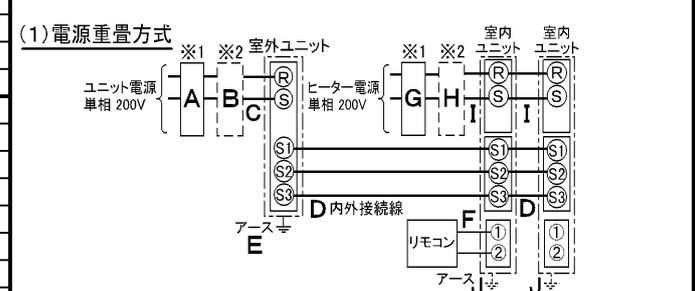 (1)電源重畳方式
※1 ※2 室外ユニット
ユニット電源
単相 200V
A B C
R
S
S1
S2
S3
アース
E
※1 ※2
室内
ユニット
室内
ユニット
ヒーター電源
単相 200V
G H I I
R R
S S
S1 S1
S2 S2
S3 S3
D 内外接続線
D
リモコン
F
① ①
② ②
アース J J